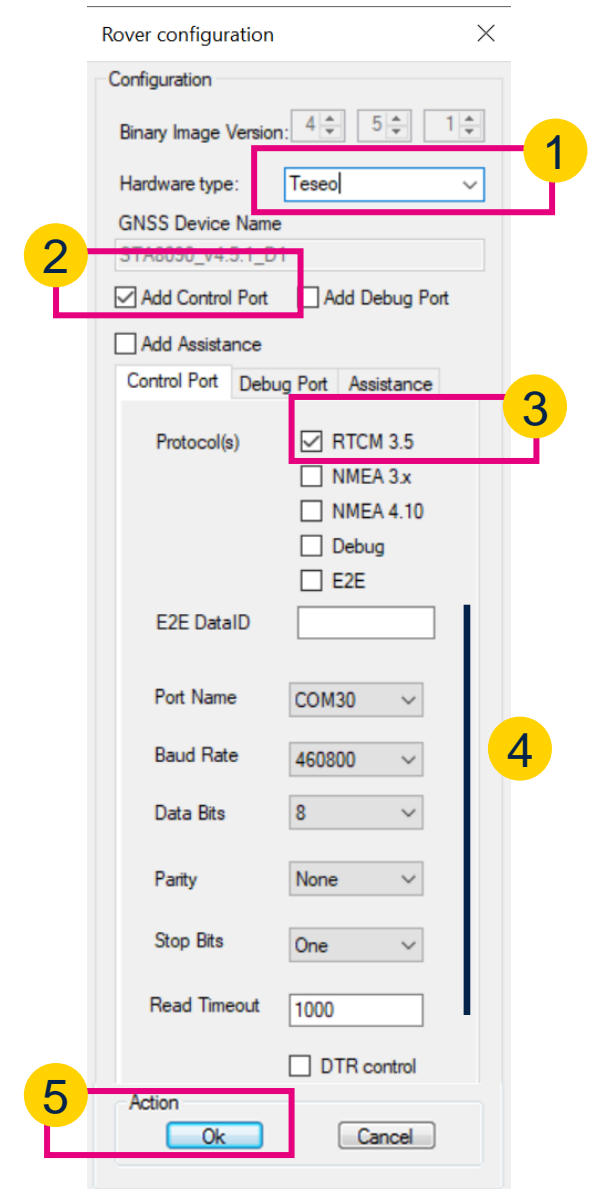 Rover configuration
Configuration
Binary Image Version: 4 5 1
1
Hardware type: Teseo
GNSS Device Name
2
STA8090_v4.5.1_D1
Add Control Port Add Debug Port
Add Assistance
Control Port Debug Port Assistance
3
Protocol(s) RTCM 3.5
NMEA 3.x
NMEA 4.10
Debug
E2E
E2E DataID
Port Name COM30
4
Baud Rate 460800
Data Bits 8
Parity None
Stop Bits One
Read Timeout 1000
DTR control
5
Action
Ok Cancel